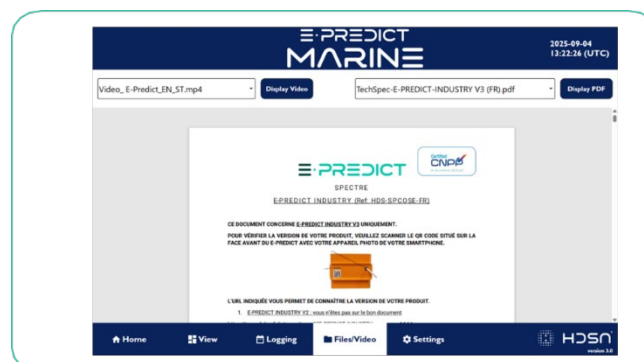 E·PREDICT
MARINE
2025-09-04
13:22:26 (UTC)
Video_ E-Predict_EN_ST.mp4
Display Video
TechSpec-E-PREDICT-INDUSTRY V3 (FR).pdf
Display PDF
E·PREDICT
Certified
CNPP
SPECTRE
E-PREDICT INDUSTRY (Ref. HDS-SPCOSE-FR)
CE DOCUMENT CONCERNE E-PREDICT INDUSTRY V3 UNIQUEMENT.
POUR VÉRIFIER LA VERSION DE VOTRE PRODUIT, VEUILLEZ SCANNER LE QR CODE SITUÉ SUR LA
FACE AVANT DU E-PREDICT AVEC VOTRE APPAREIL PHOTO DE VOTRE SMARTPHONE.
L'URL INDIQUÉE VOUS PERMET DE CONNAÎTRE LA VERSION DE VOTRE PRODUIT.
1. E-PREDICT INDUSTRY V2 : vous n'êtes pas sur le bon document
Home
View
Logging
Files/Video
Settings
HDSN
version 3.0